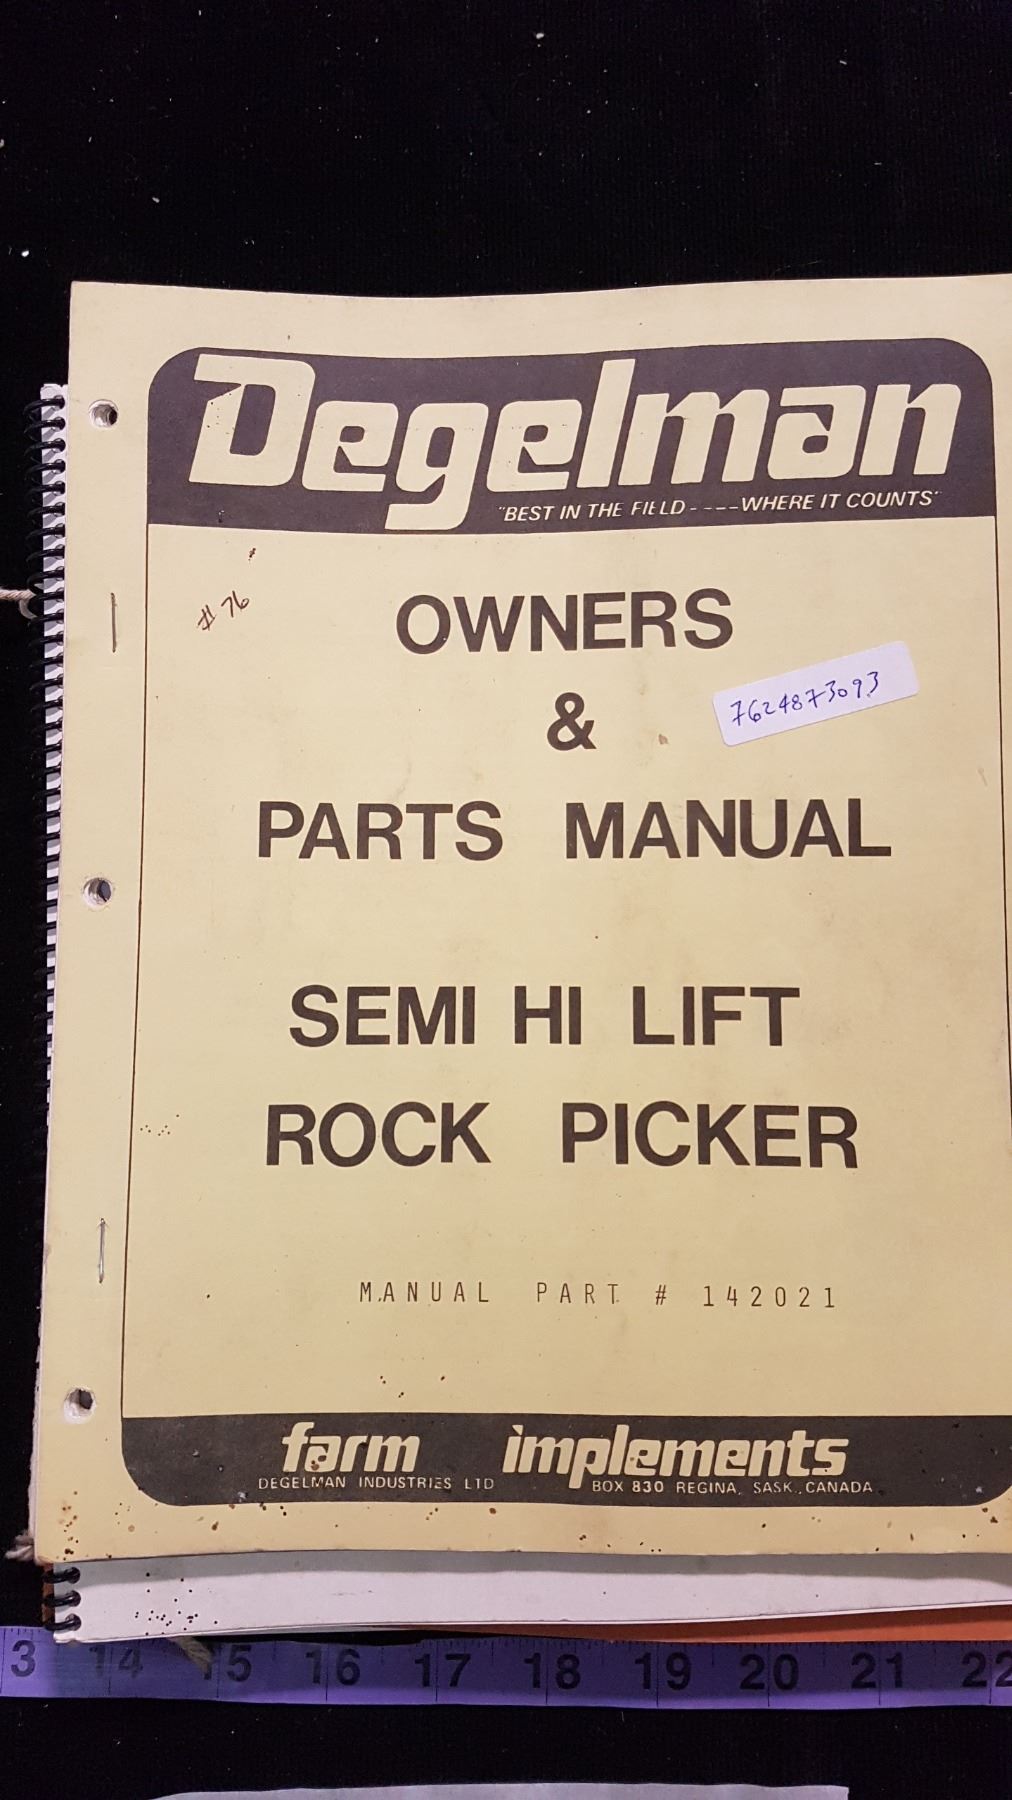 Degelman
"BEST IN THE FIELD----WHERE IT COUNTS"
# 76
OWNERS
&
7624873093
PARTS MANUAL
SEMI HI LIFT
ROCK PICKER
MANUAL PART # 142021
farm implements
DEGELMAN INDUSTRIES LTD BOX 830 REGINA, SASK., CANADA
3 14 15 16 17 18 19 20 21 22